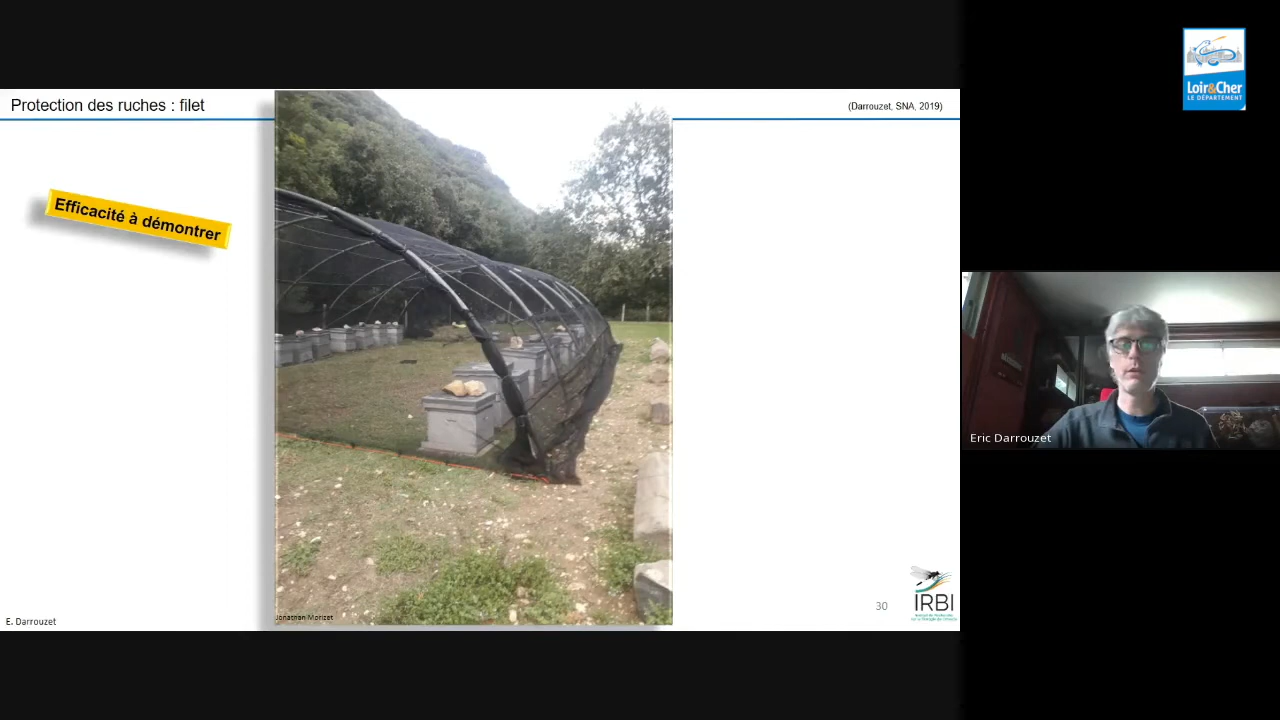 Protection des ruches : filet
(Darrouzet, SNA, 2019)
Efficacité à démontrer
Jonathan Morizet
E. Darrouzet
30
IRBI
Loir&Cher
LE DÉPARTEMENT
Eric Darrouzet